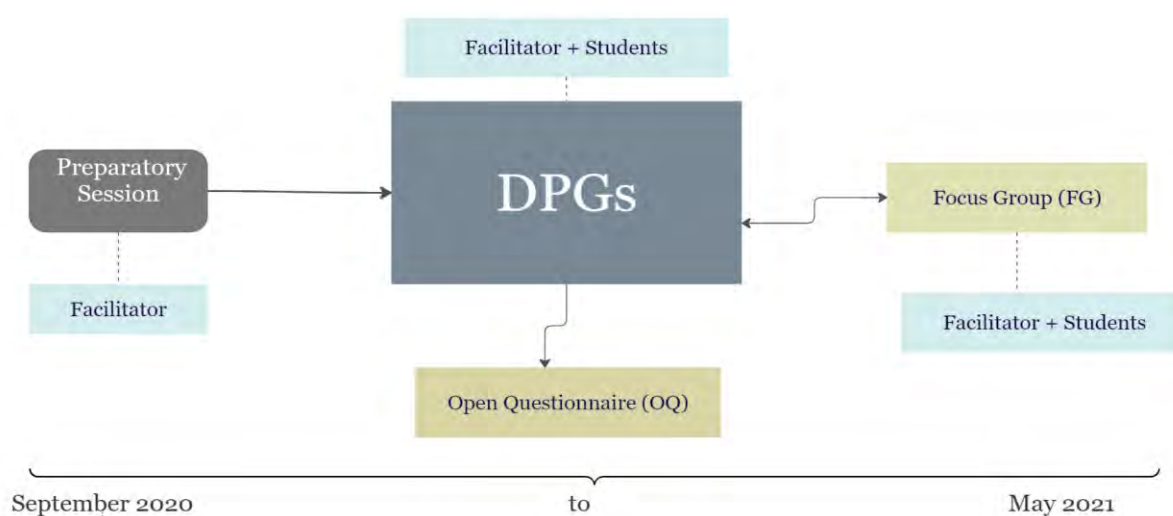 Facilitator + Students
Preparatory
Session
DPGs
Focus Group (FG)
Facilitator
Facilitator + Students
Open Questionnaire (OQ)
September 2020
to
May 2021